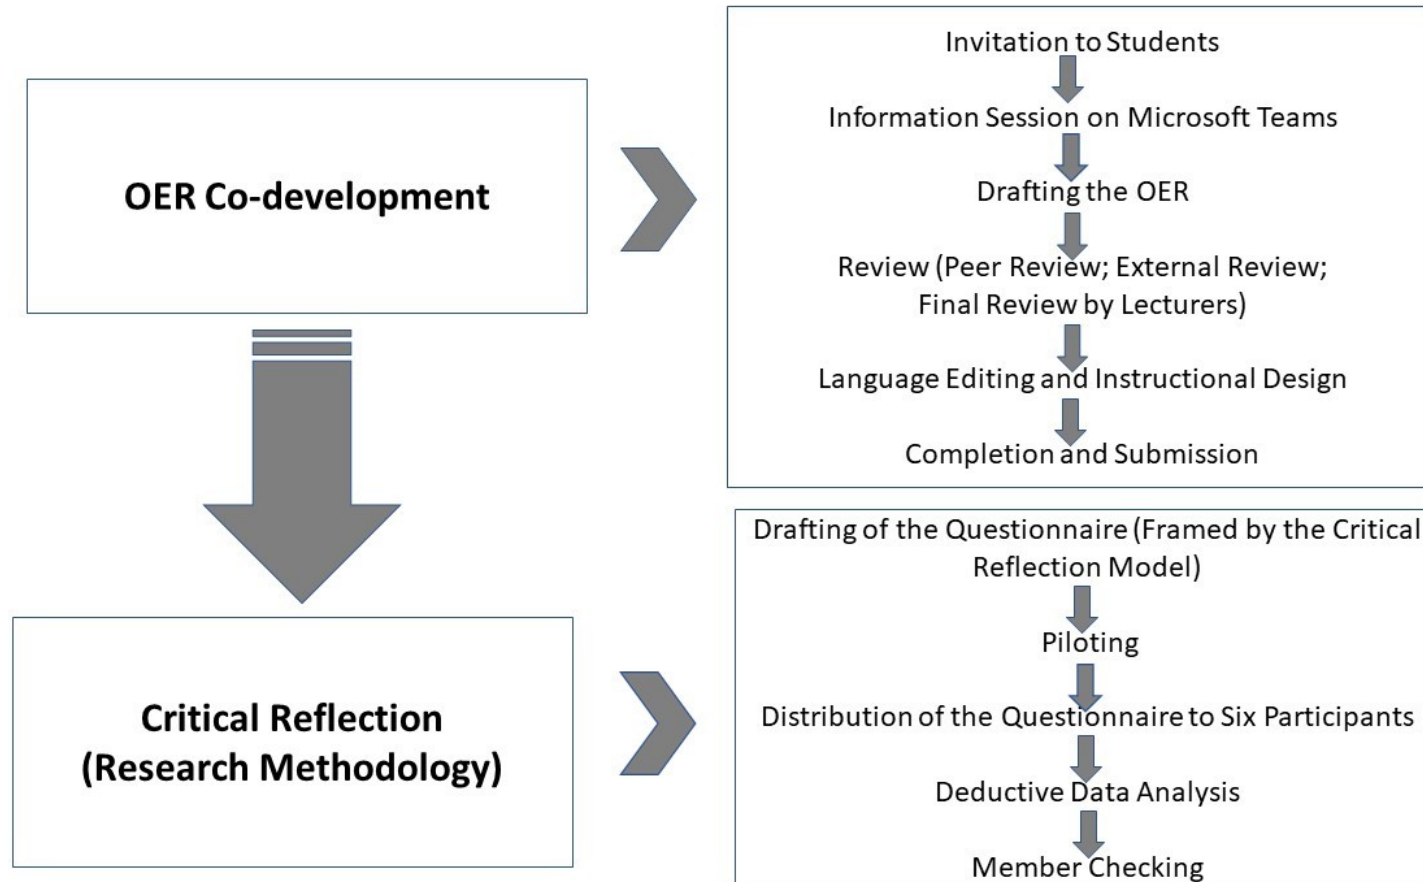 OER Co-development
Invitation to Students
Information Session on Microsoft Teams
Drafting the OER
Review (Peer Review; External Review;
Final Review by Lecturers)
Language Editing and Instructional Design
Completion and Submission
Critical Reflection
(Research Methodology)
Drafting of the Questionnaire (Framed by the Critical
Reflection Model)
Piloting
Distribution of the Questionnaire to Six Participants
Deductive Data Analysis
Member Checking